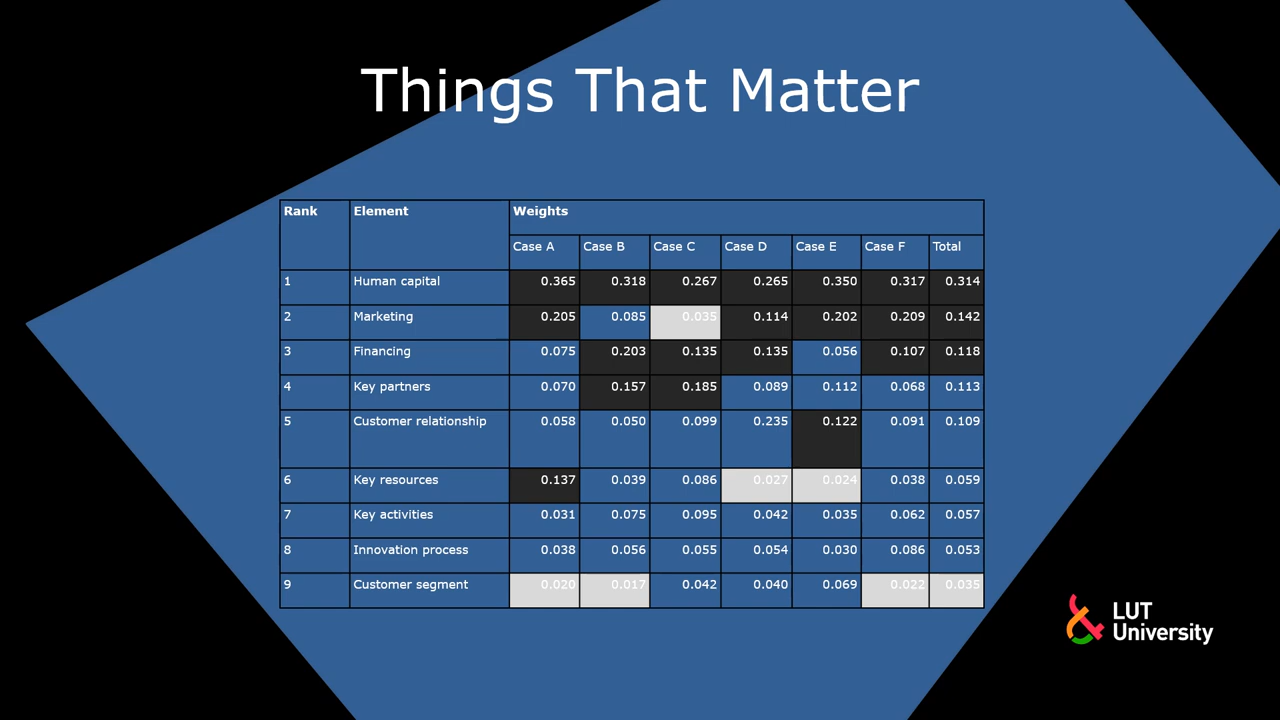 Things That Matter
Rank Element Weights
Case A Case B Case C Case D Case E Case F Total
1 Human capital 0.365 0.318 0.267 0.265 0.350 0.317 0.314
2 Marketing 0.205 0.085 0.035 0.114 0.202 0.209 0.142
3 Financing 0.075 0.203 0.135 0.135 0.056 0.107 0.118
4 Key partners 0.070 0.157 0.185 0.089 0.112 0.068 0.113
5 Customer relationship 0.058 0.050 0.099 0.235 0.122 0.091 0.109
6 Key resources 0.137 0.039 0.086 0.027 0.024 0.038 0.059
7 Key activities 0.031 0.075 0.095 0.042 0.035 0.062 0.057
8 Innovation process 0.038 0.056 0.055 0.054 0.030 0.086 0.053
9 Customer segment 0.020 0.017 0.042 0.040 0.069 0.022 0.035
LUT
University